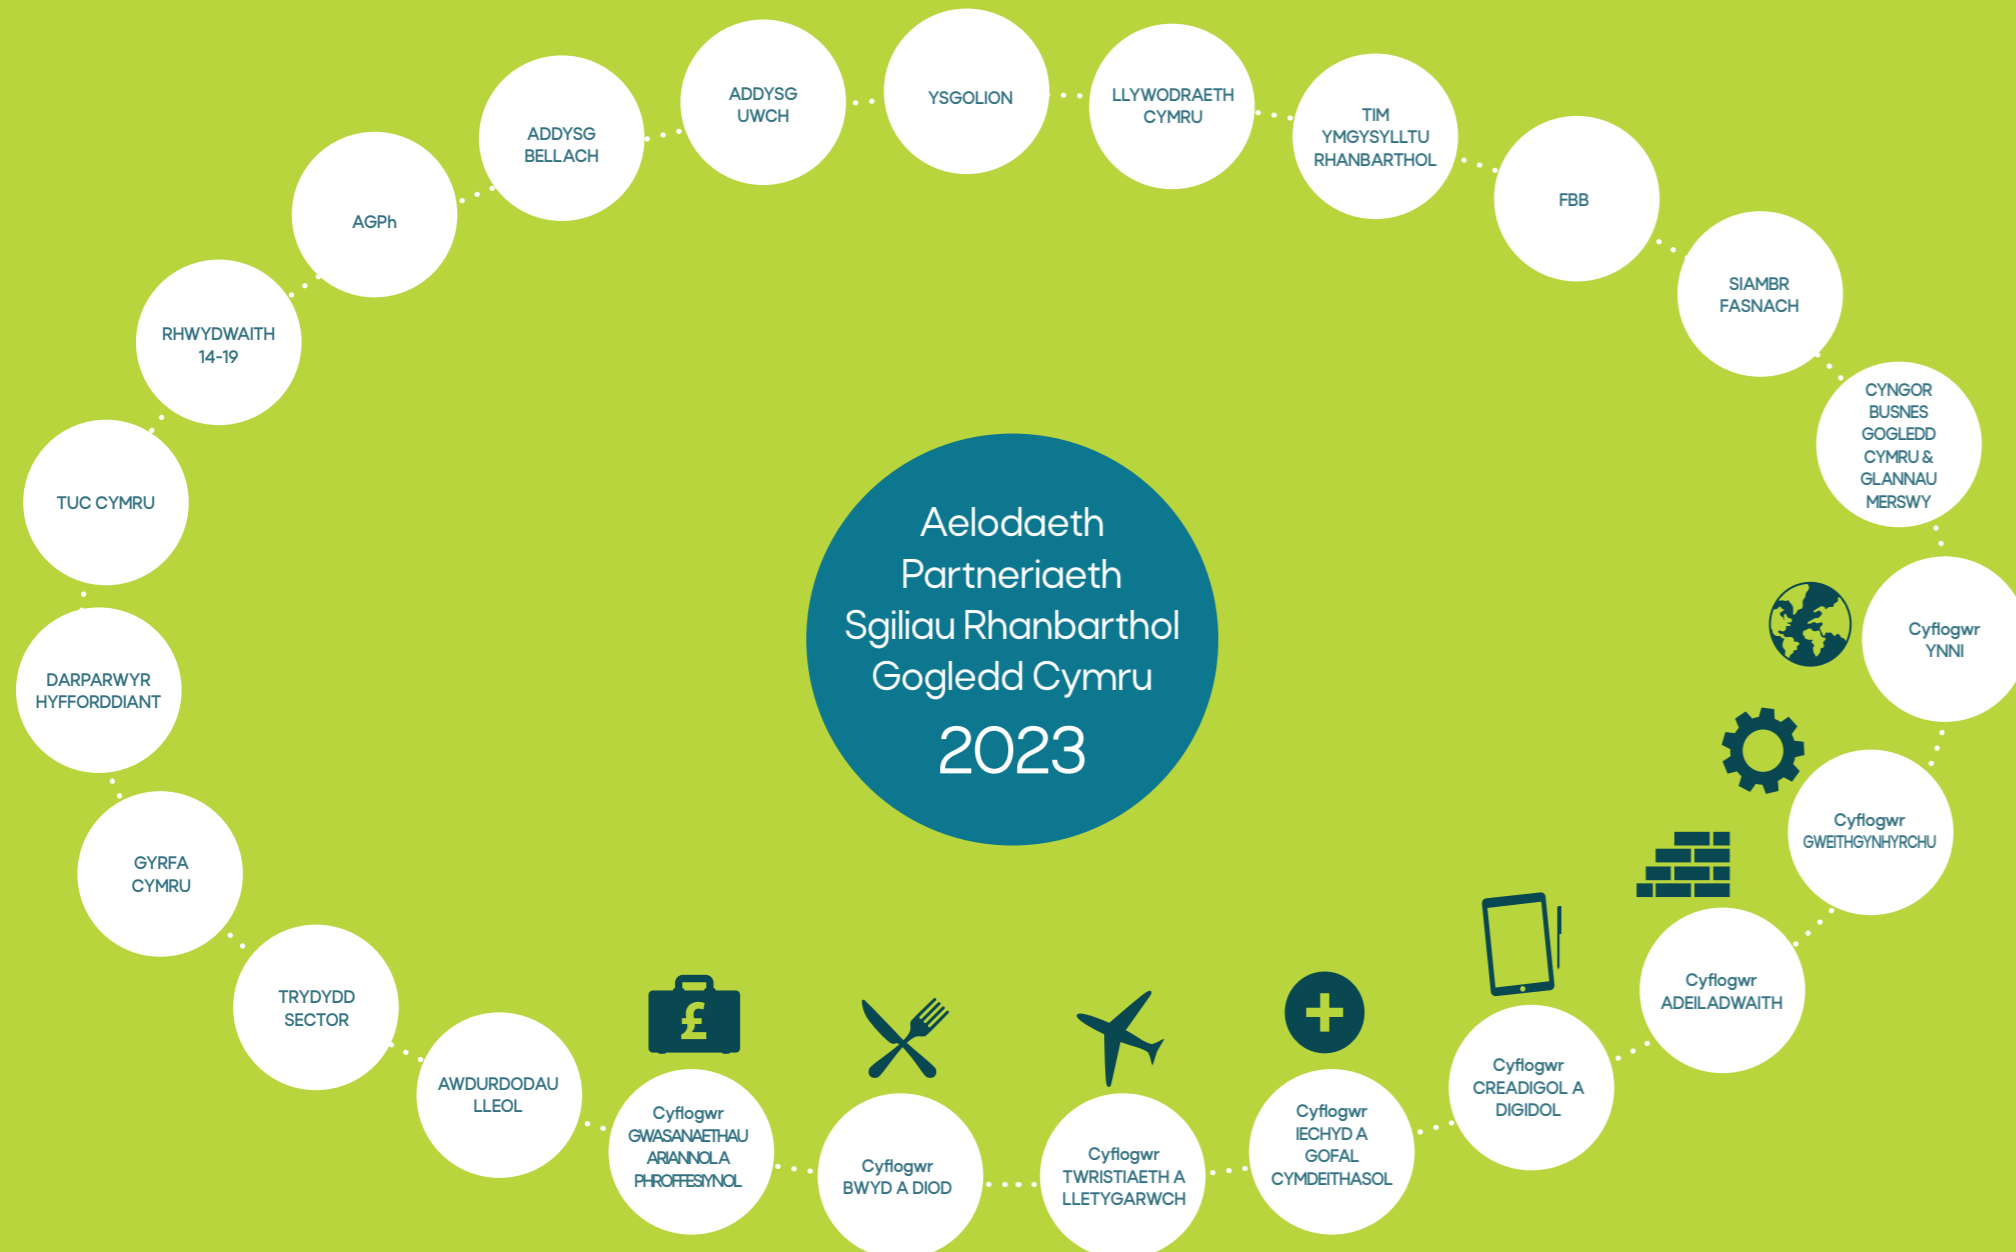 YSGOLION
LLYWODRAETH
CYMRU
TIM
YMGYSYLLTU
RHANBARTHOL
FBB
SIAMBR
FASNACH
CYNGOR
BUSNES
GOGLEDD
CYMRU &
GLANNAU
MERSWY
Cyflogwr
YNNI
Cyflogwr
GWEITHGYNHYRCHU
Cyflogwr
ADEILADWAITH
Cyflogwr
CREADIGOL A
DIGIDOL
Cyflogwr
IECHYD A
GOFAL
CYMDEITHASOL
Cyflogwr
TWRISTIAETH A
LLETYGARWCH
Cyflogwr
BWYD A DIOD
£
Cyflogwr
GWASANAETHAU
ARIANNOL A
PHROFFESIYNOL
AWDURDODAU
LLEOL
TRYDYDD
SECTOR
GYRFA
CYMRU
DARPARWYR
HYFFORDDIANT
TUC CYMRU
RHWYDWAITH
14-19
AGPh
ADDYSG
BELLACH
ADDYSG
UWCH
Aelodaeth
Partneriaeth
Sgiliau Rhanbarthol
Gogledd Cymru
2023